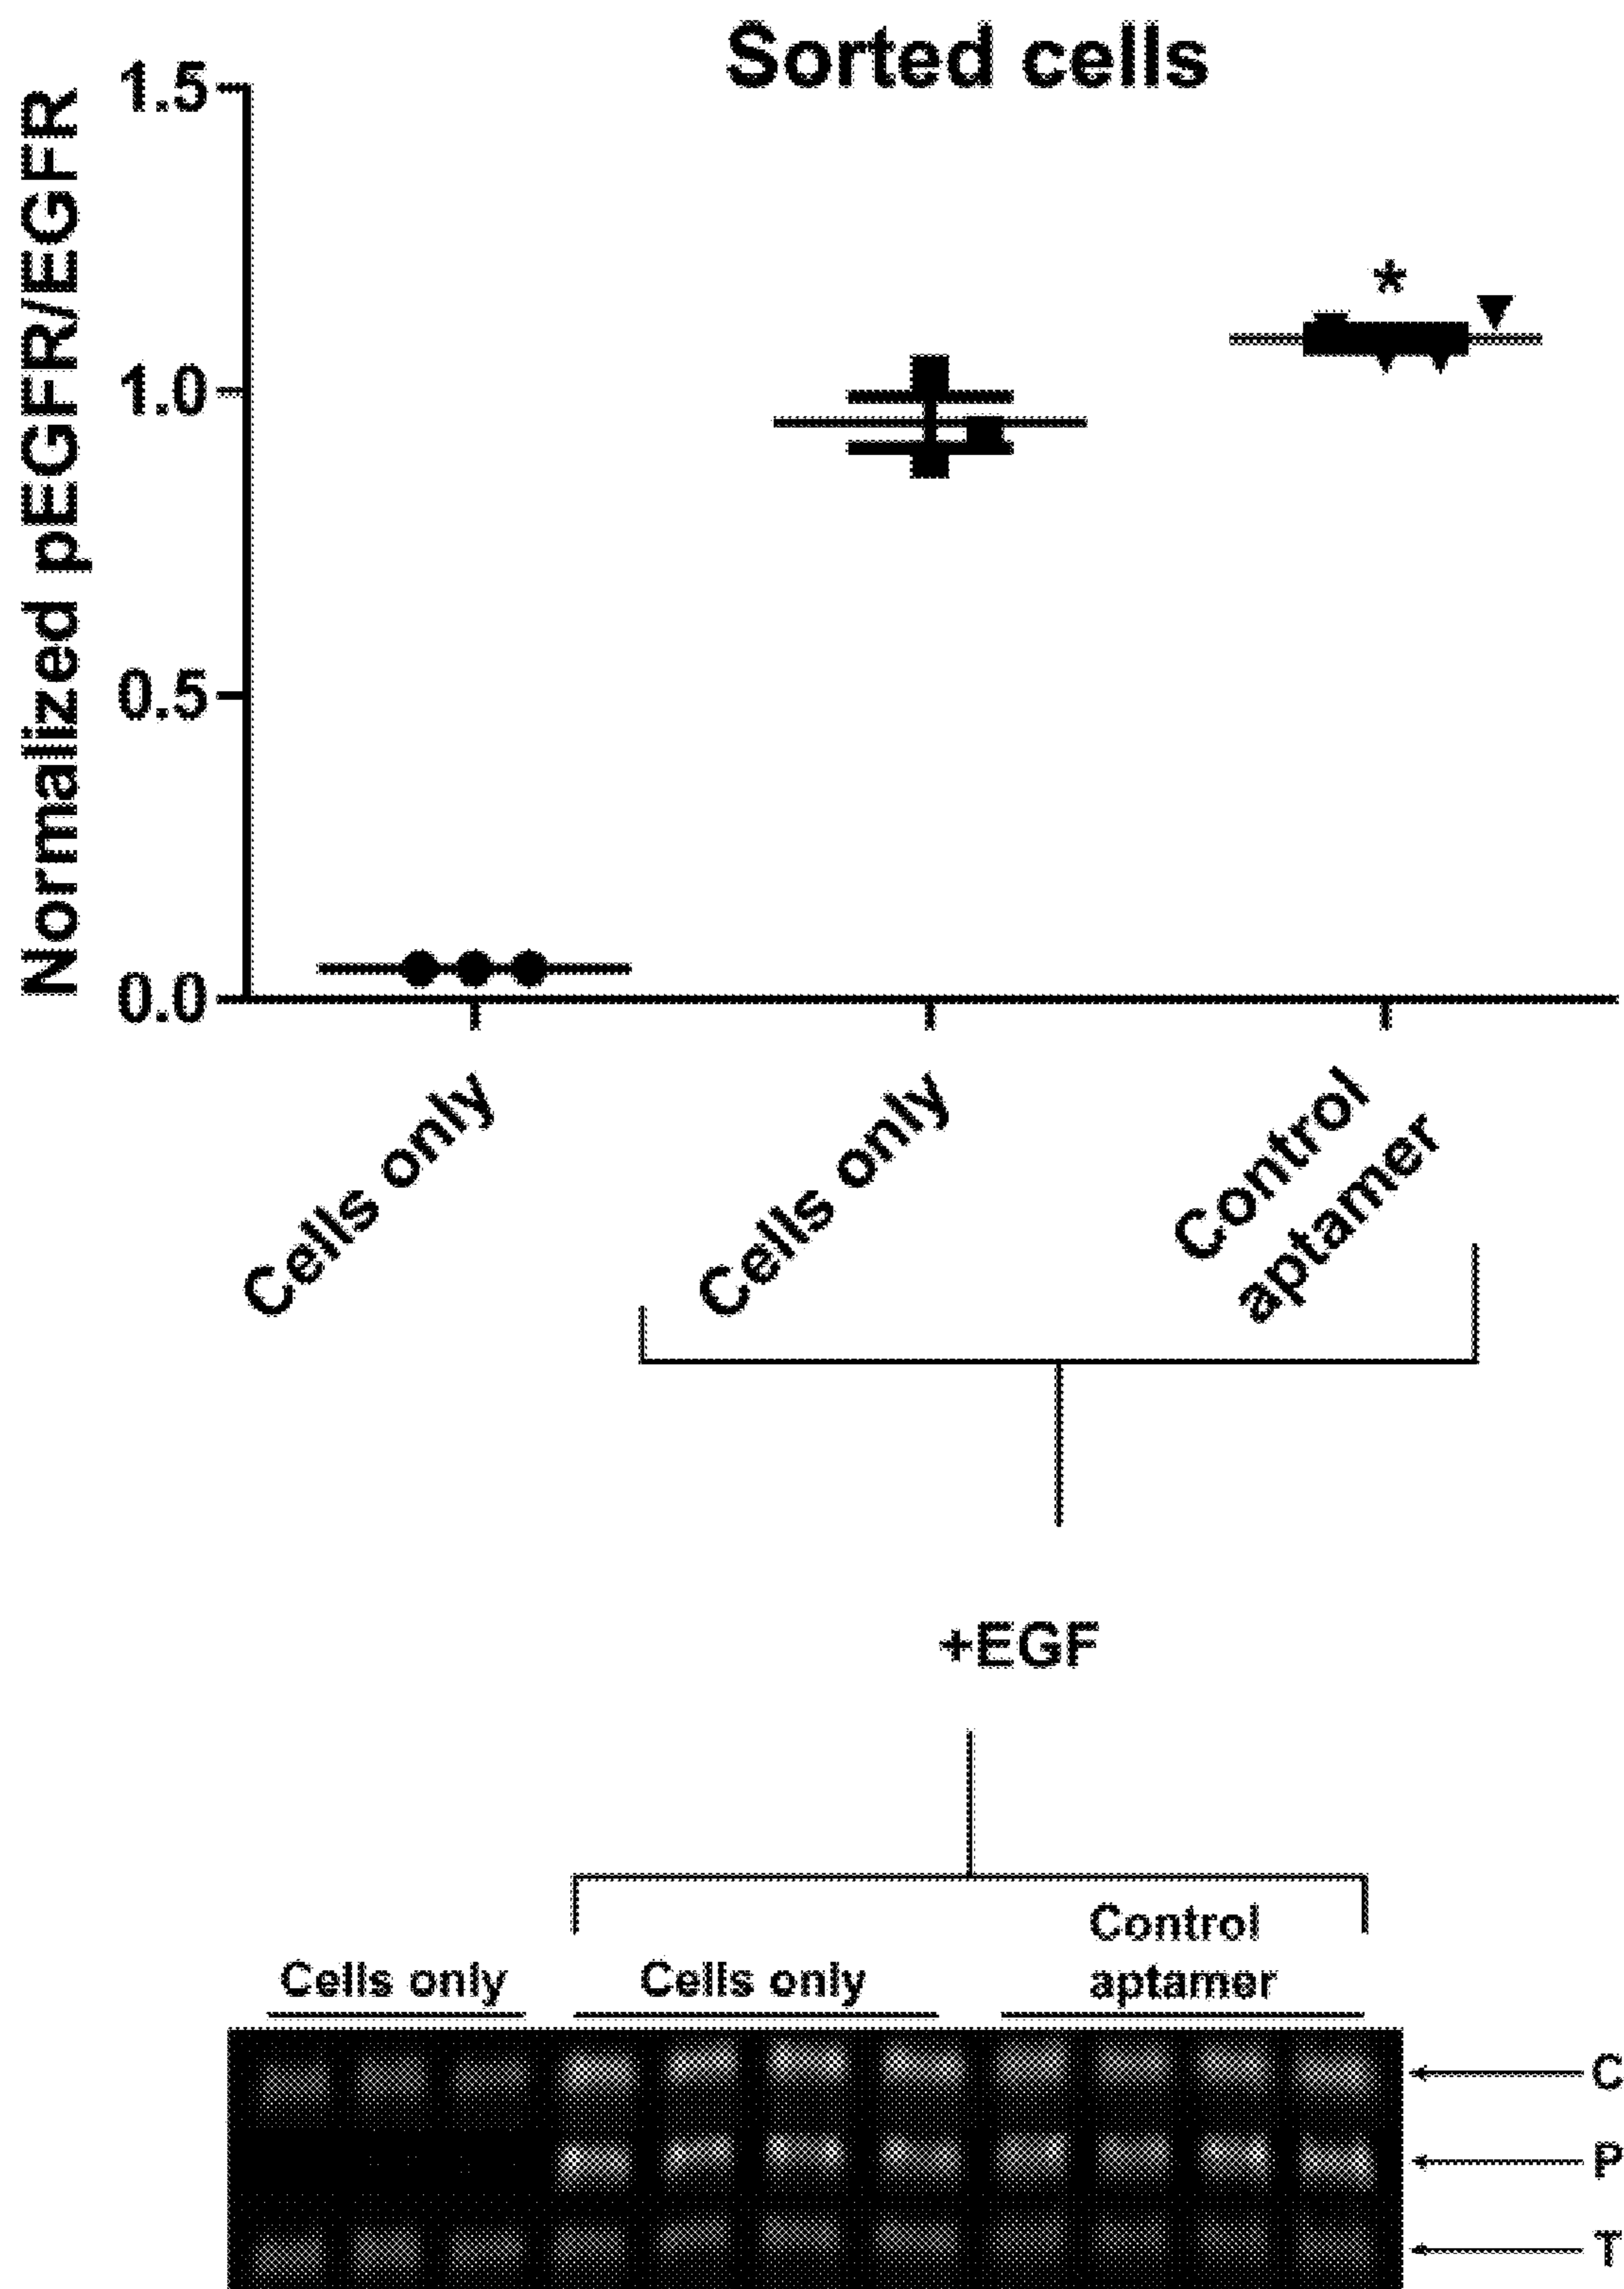 Sorted cells
Normalized pEGFR/EGFR
1.5
1.0
0.5
0.0
*
Cells only
Cells only
Control
aptamer
+EGF
Cells only
Cells only
Control
aptamer
C
P
T